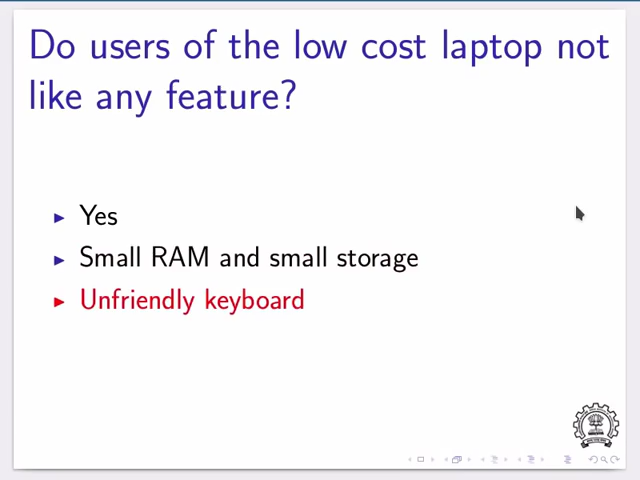 Do users of the low cost laptop not
like any feature?
Yes
Small RAM and small storage
Unfriendly keyboard